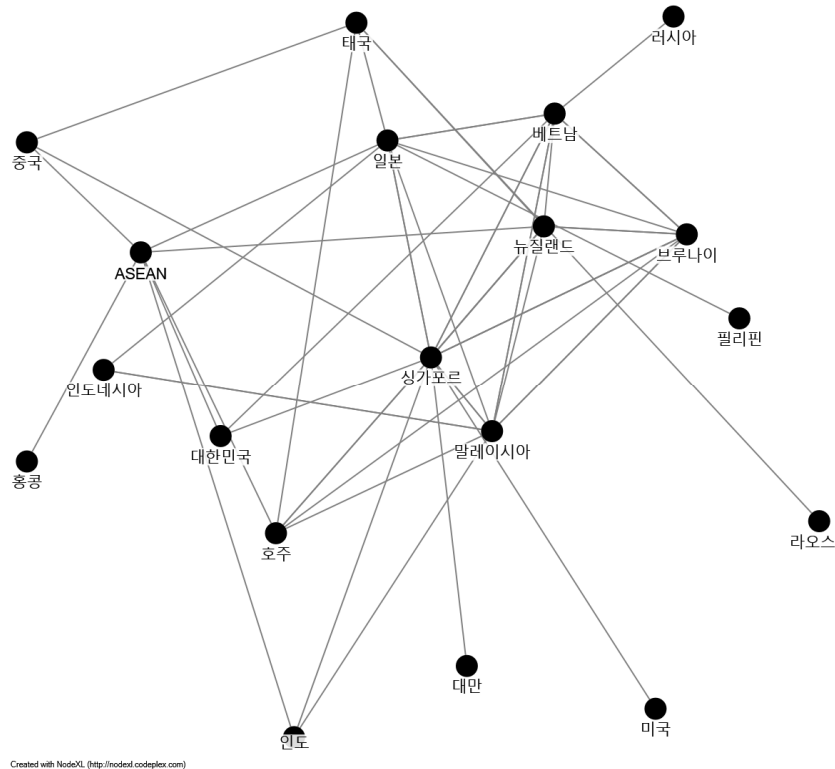 태국
러시아
베트남
중국
일본
뉴질랜드
브루나이
ASEAN
필리핀
싱가포르
인도네시아
대한민국
말레이시아
홍콩
호주
라오스
대만
미국
인도
Created with NodeXL (http://nodexl.codeplex.com)